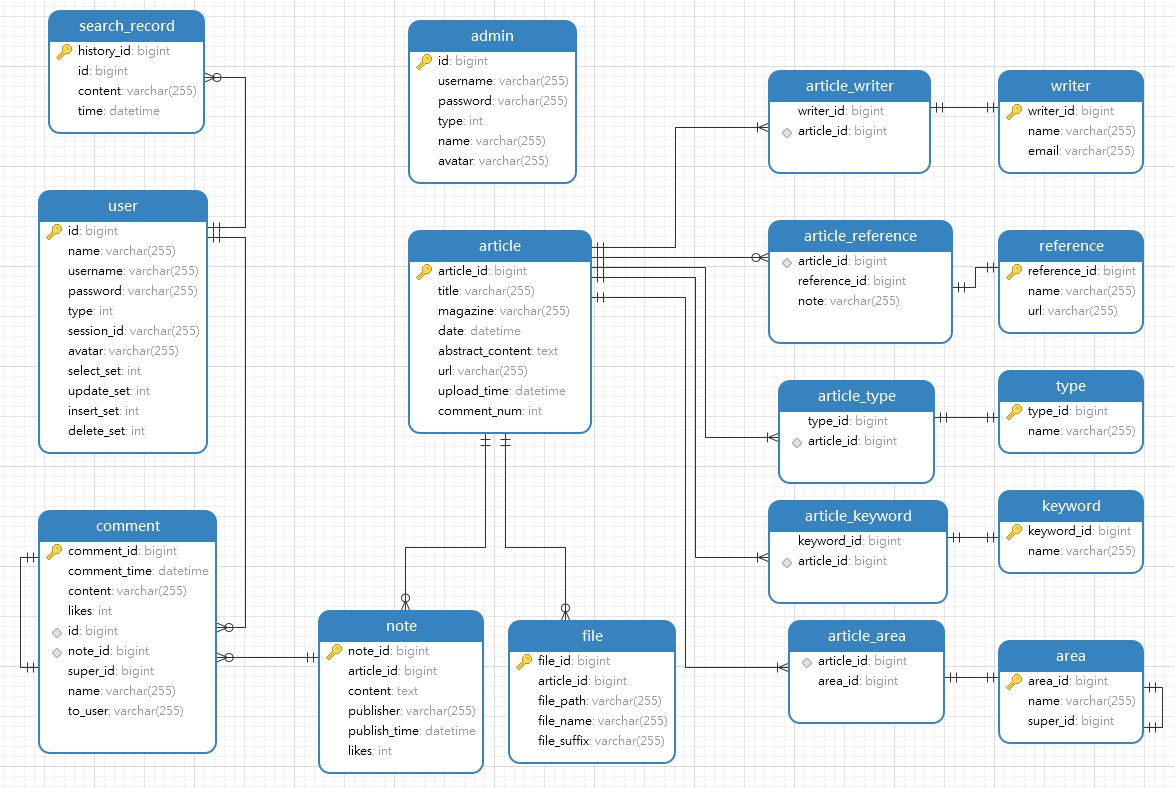 search_record
history_id: bigint
id: bigint
content: varchar(255)
time: datetime
admin
id: bigint
username: varchar(255)
password: varchar(255)
type: int
name: varchar(255)
avatar: varchar(255)
article_writer
writer_id: bigint
article_id: bigint
writer
writer_id: bigint
name: varchar(255)
email: varchar(255)
user
id: bigint
name: varchar(255)
username: varchar(255)
password: varchar(255)
type: int
session_id: varchar(255)
avatar: varchar(255)
select_set: int
update_set: int
insert_set: int
delete_set: int
article
article_id: bigint
title: varchar(255)
magazine: varchar(255)
date: datetime
abstract_content: text
url: varchar(255)
upload_time: datetime
comment_num: int
article_reference
article_id: bigint
reference_id: bigint
note: varchar(255)
reference
reference_id: bigint
name: varchar(255)
url: varchar(255)
article_type
type_id: bigint
article_id: bigint
type
type_id: bigint
name: varchar(255)
article_keyword
keyword_id: bigint
article_id: bigint
keyword
keyword_id: bigint
name: varchar(255)
comment
comment_id: bigint
comment_time: datetime
content: varchar(255)
likes: int
id: bigint
note_id: bigint
super_id: bigint
name: varchar(255)
to_user: varchar(255)
note
note_id: bigint
article_id: bigint
content: text
publisher: varchar(255)
publish_time: datetime
likes: int
file
file_id: bigint
article_id: bigint
file_path: varchar(255)
file_name: varchar(255)
file_suffix: varchar(255)
article_area
article_id: bigint
area_id: bigint
area
area_id: bigint
name: varchar(255)
super_id: bigint